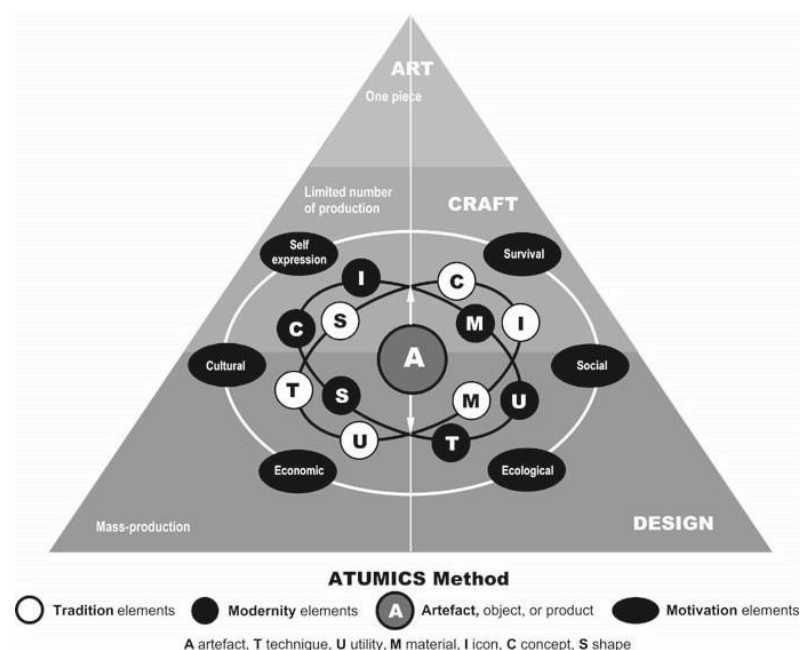 ART
One piece
Limited number
of production
CRAFT
Self
expression
Survival
I
C
S
C
M
I
A
Cultural
Social
T
S
M
U
U
T
Economic
Ecological
Mass-production
DESIGN
ATUMICS Method
Tradition elements
Modernity elements
A
Artefact, object, or product
Motivation elements
A artefact, T technique, U utility, M material, I icon, C concept, S shape